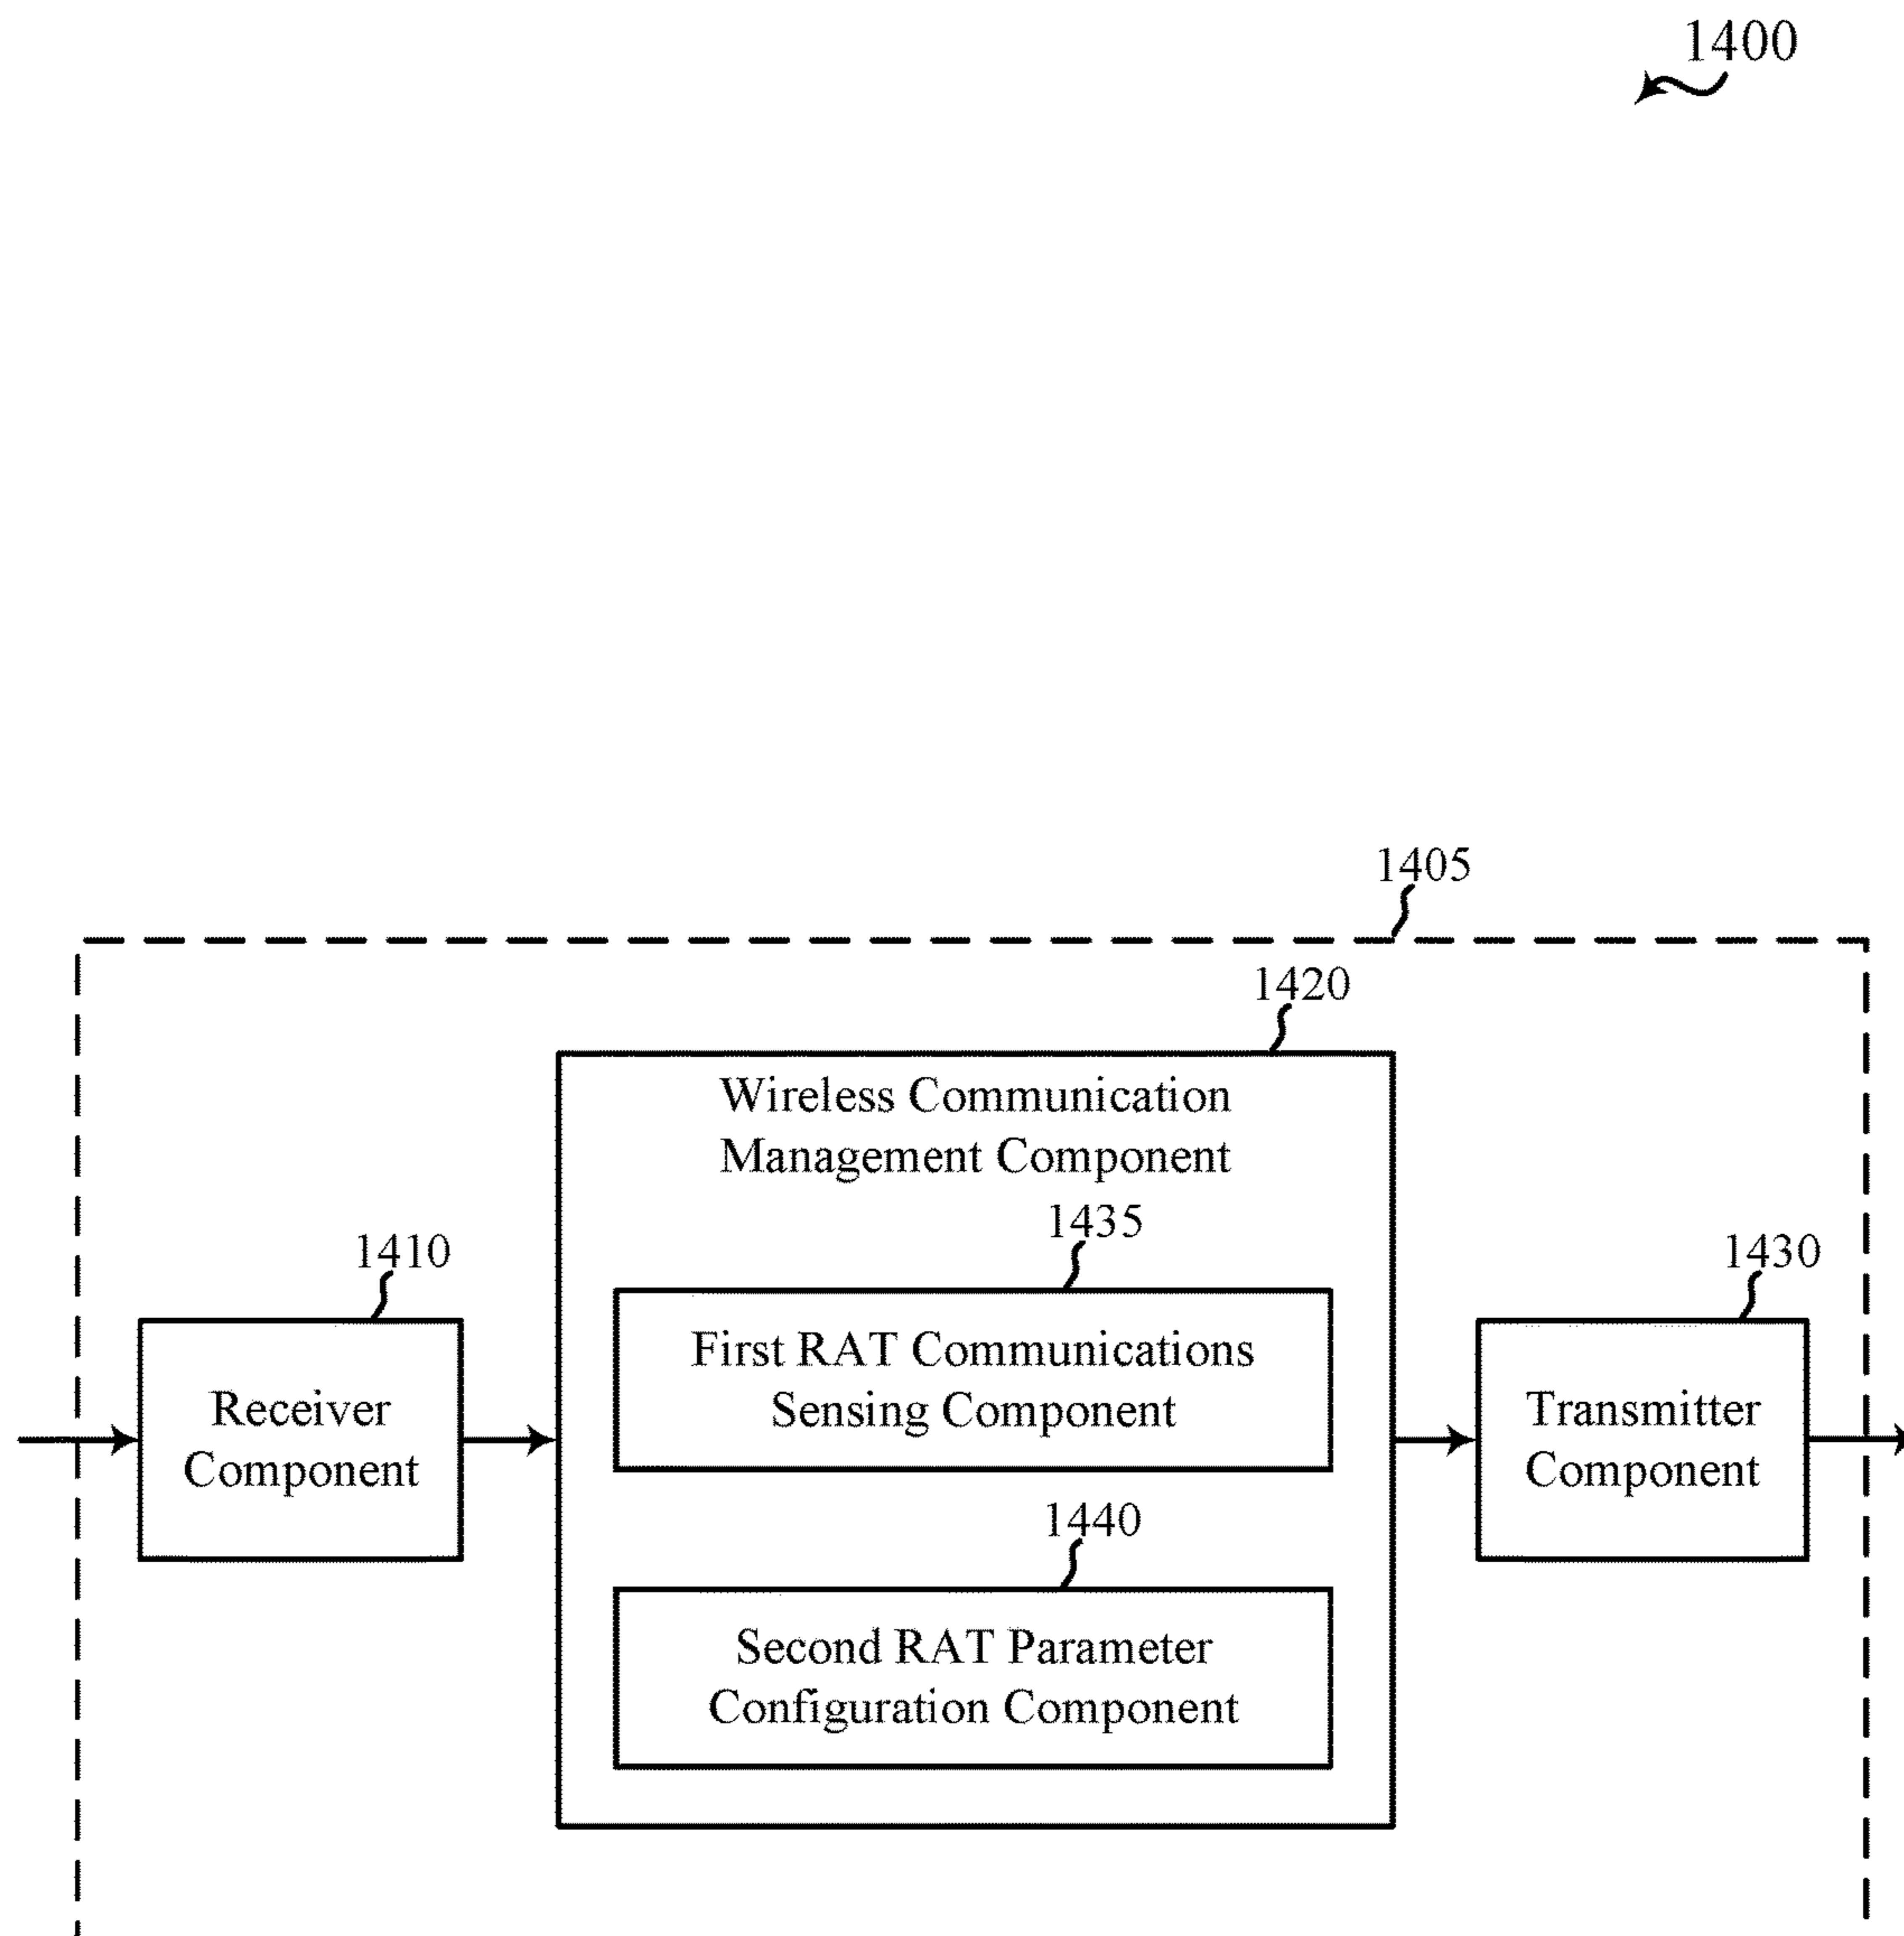 1400
1405
1420
Wireless Communication
Management Component
1435
1410
1430
First RAT Communications
Sensing Component
Receiver
Component
Transmitter
Component
1440
Second RAT Parameter
Configuration Component